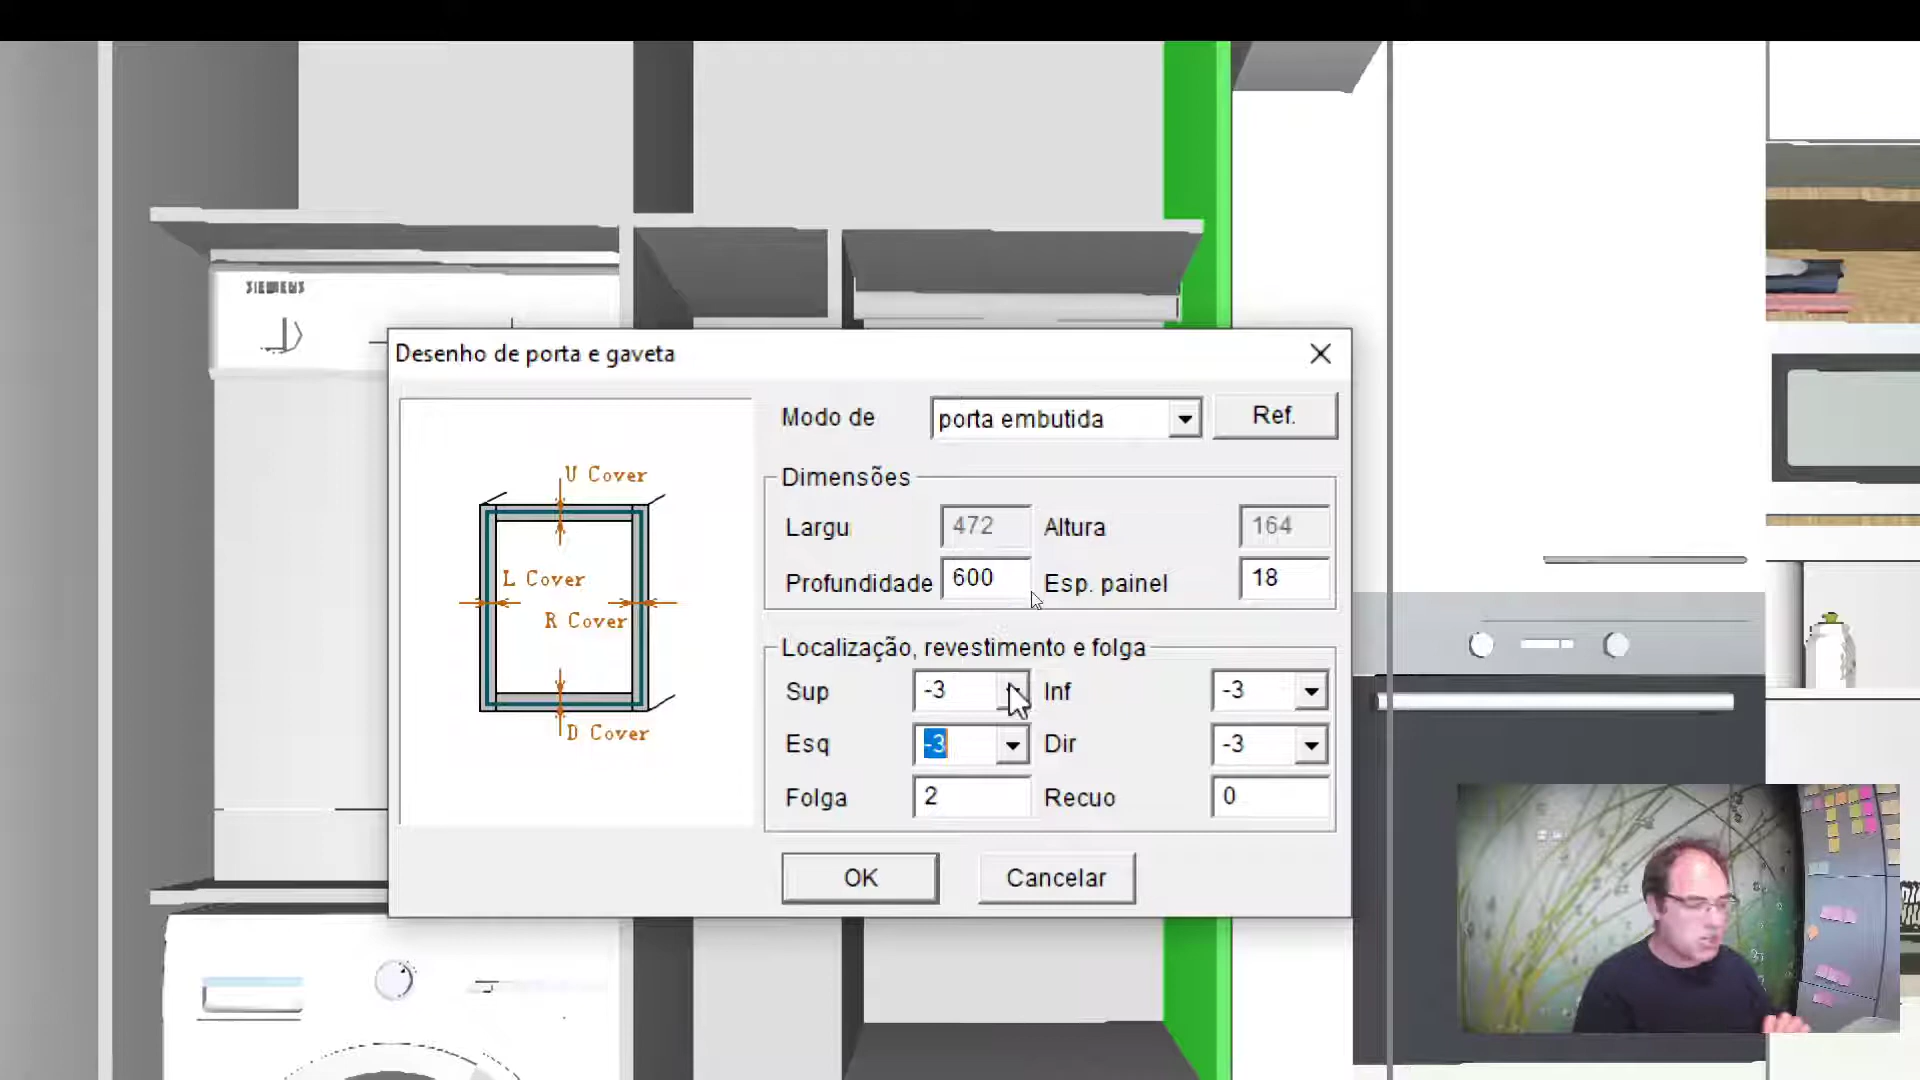 SIEMENS
Desenho de porta e gaveta
Modo de porta embutida Ref.
Dimensões
Largu 472 Altura 164
Profundidade 600 Esp. painel 18
Localização, revestimento e folga
Sup -3 Inf -3
Esq -3 Dir -3
Folga 2 Recuo 0
OK Cancelar
U Cover
L Cover
R Cover
D Cover